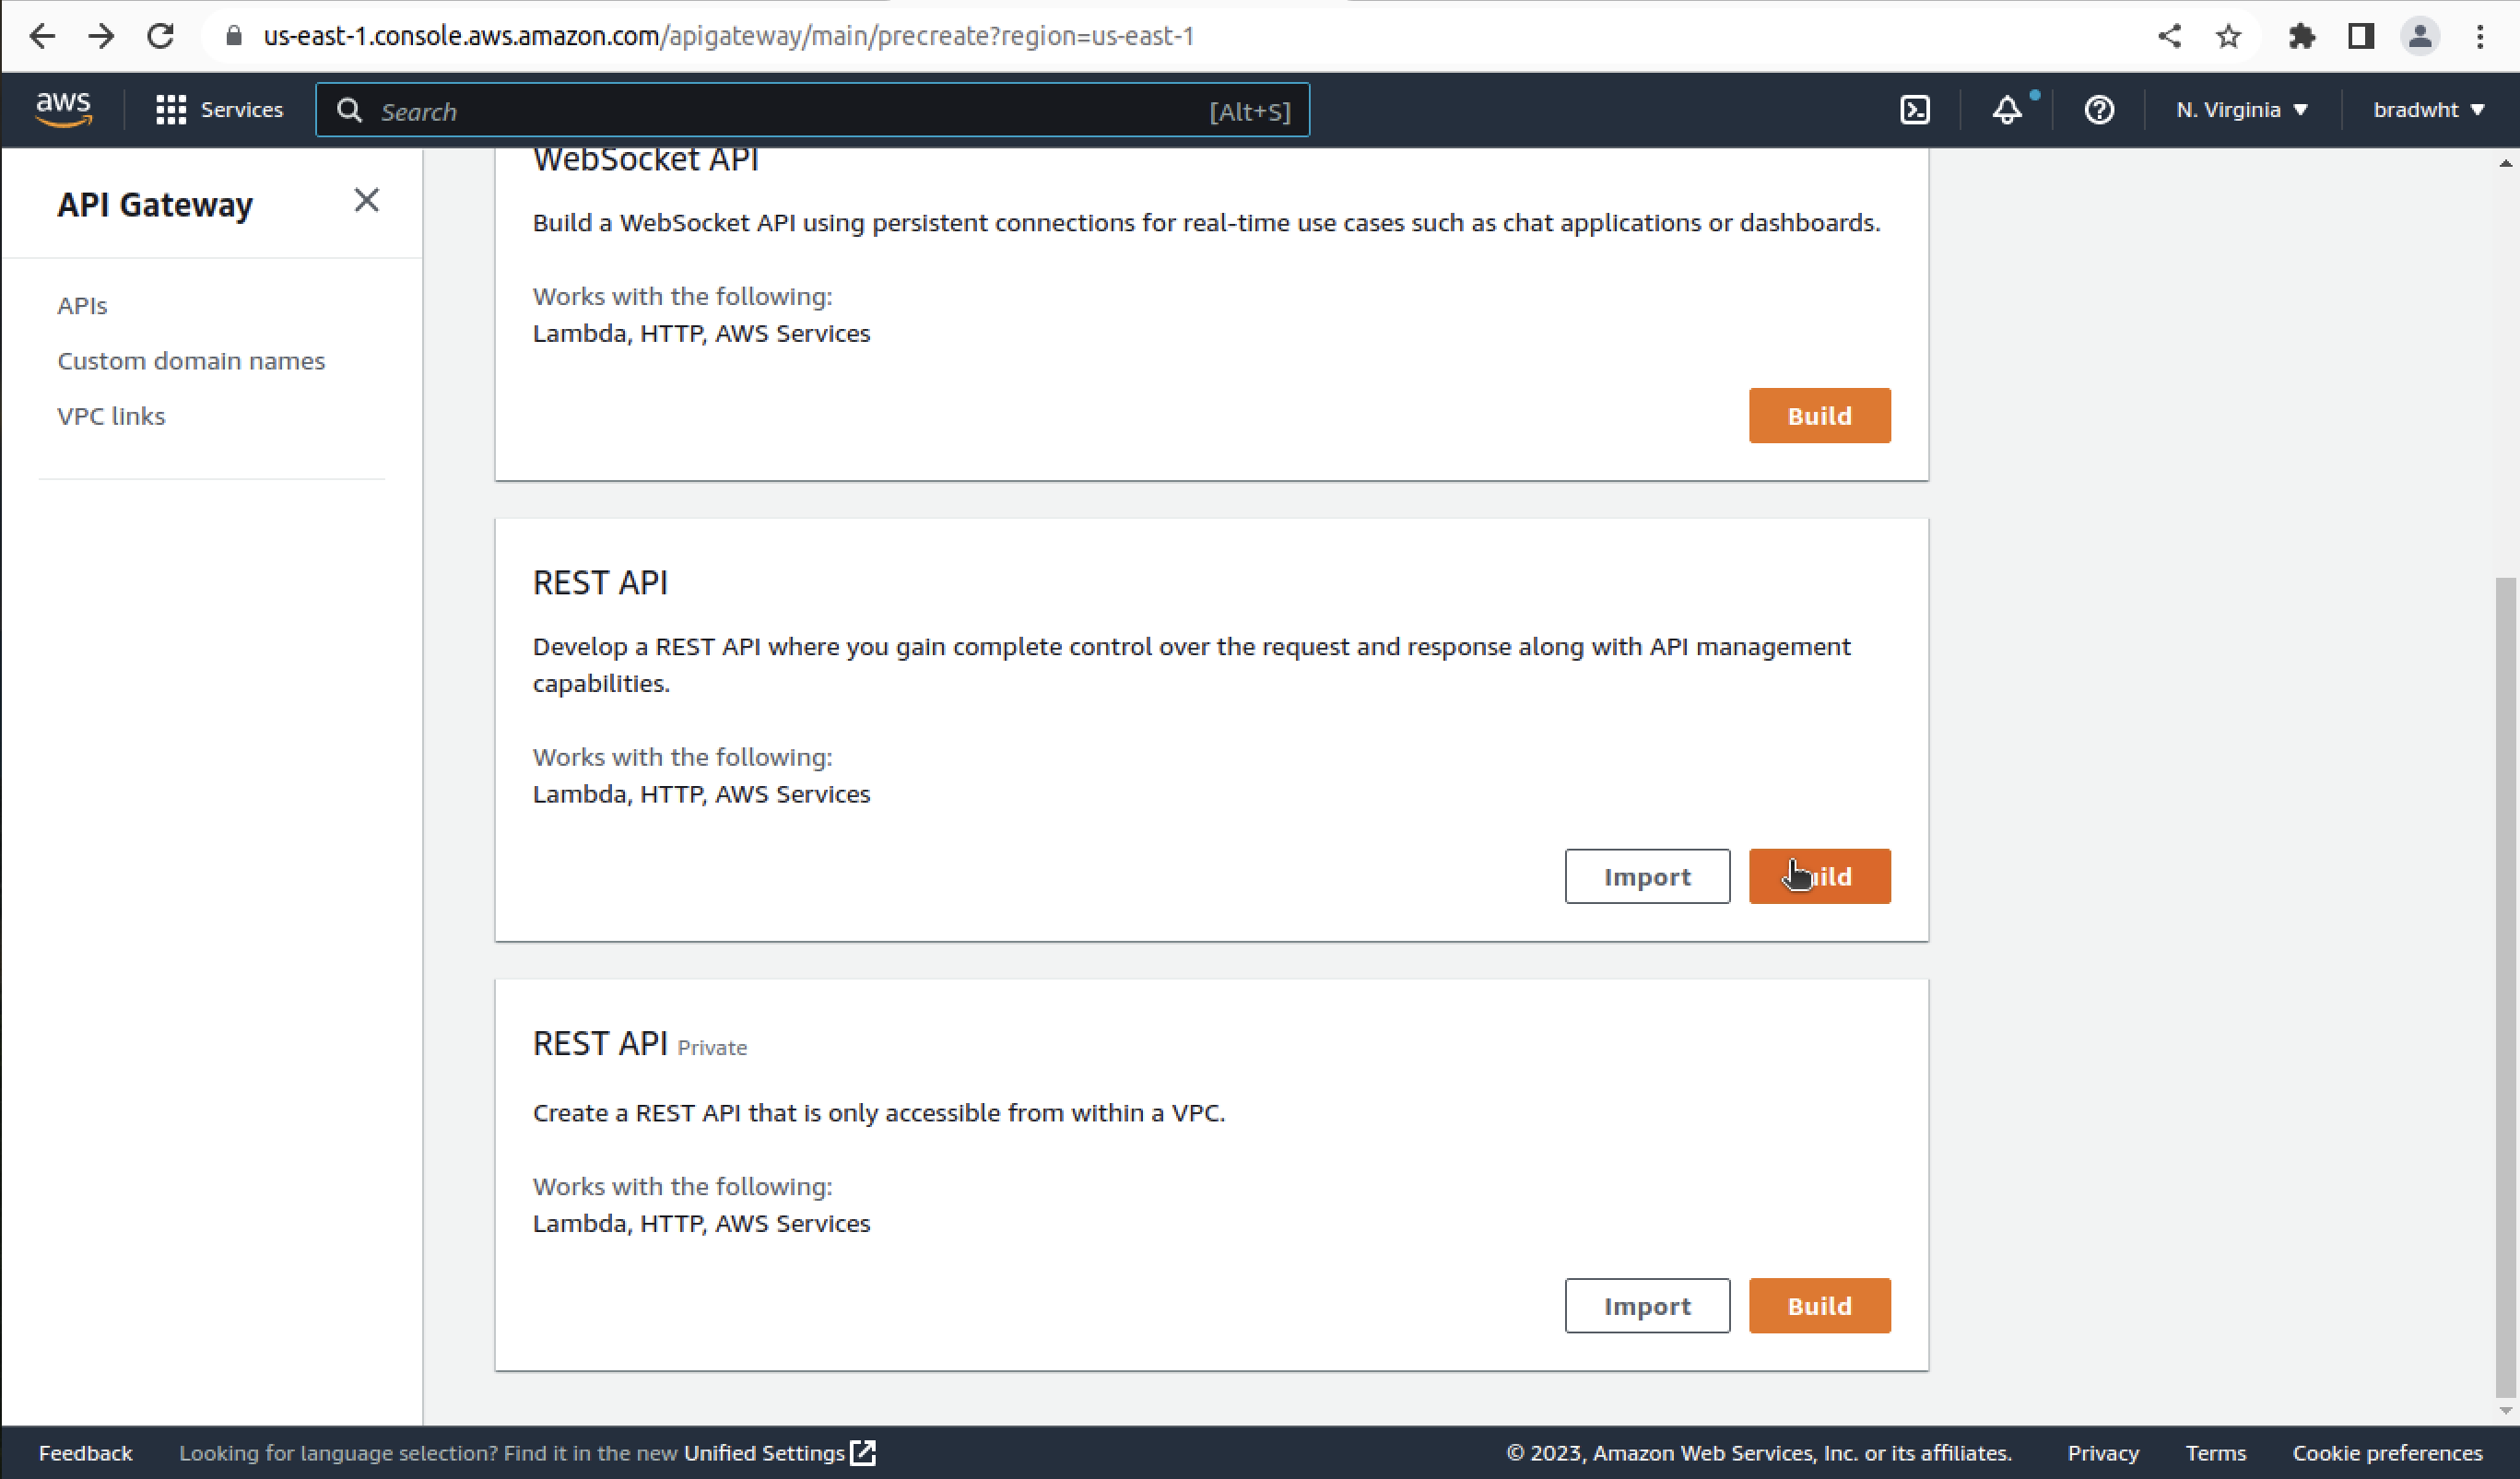 us-east-1.console.aws.amazon.com/apigateway/main/precreate?region=us-east-1
aws
Services
Search
[Alt+S]
N. Virginia
bradwht
API Gateway
APIs
Custom domain names
VPC links
WebSocket API
Build a WebSocket API using persistent connections for real-time use cases such as chat applications or dashboards.
Works with the following:
Lambda, HTTP, AWS Services
Build
REST API
Develop a REST API where you gain complete control over the request and response along with API management
capabilities.
Works with the following:
Lambda, HTTP, AWS Services
Import
Build
REST API Private
Create a REST API that is only accessible from within a VPC.
Works with the following:
Lambda, HTTP, AWS Services
Import
Build
Feedback
Looking for language selection? Find it in the new Unified Settings
© 2023, Amazon Web Services, Inc. or its affiliates.
Privacy
Terms
Cookie preferences